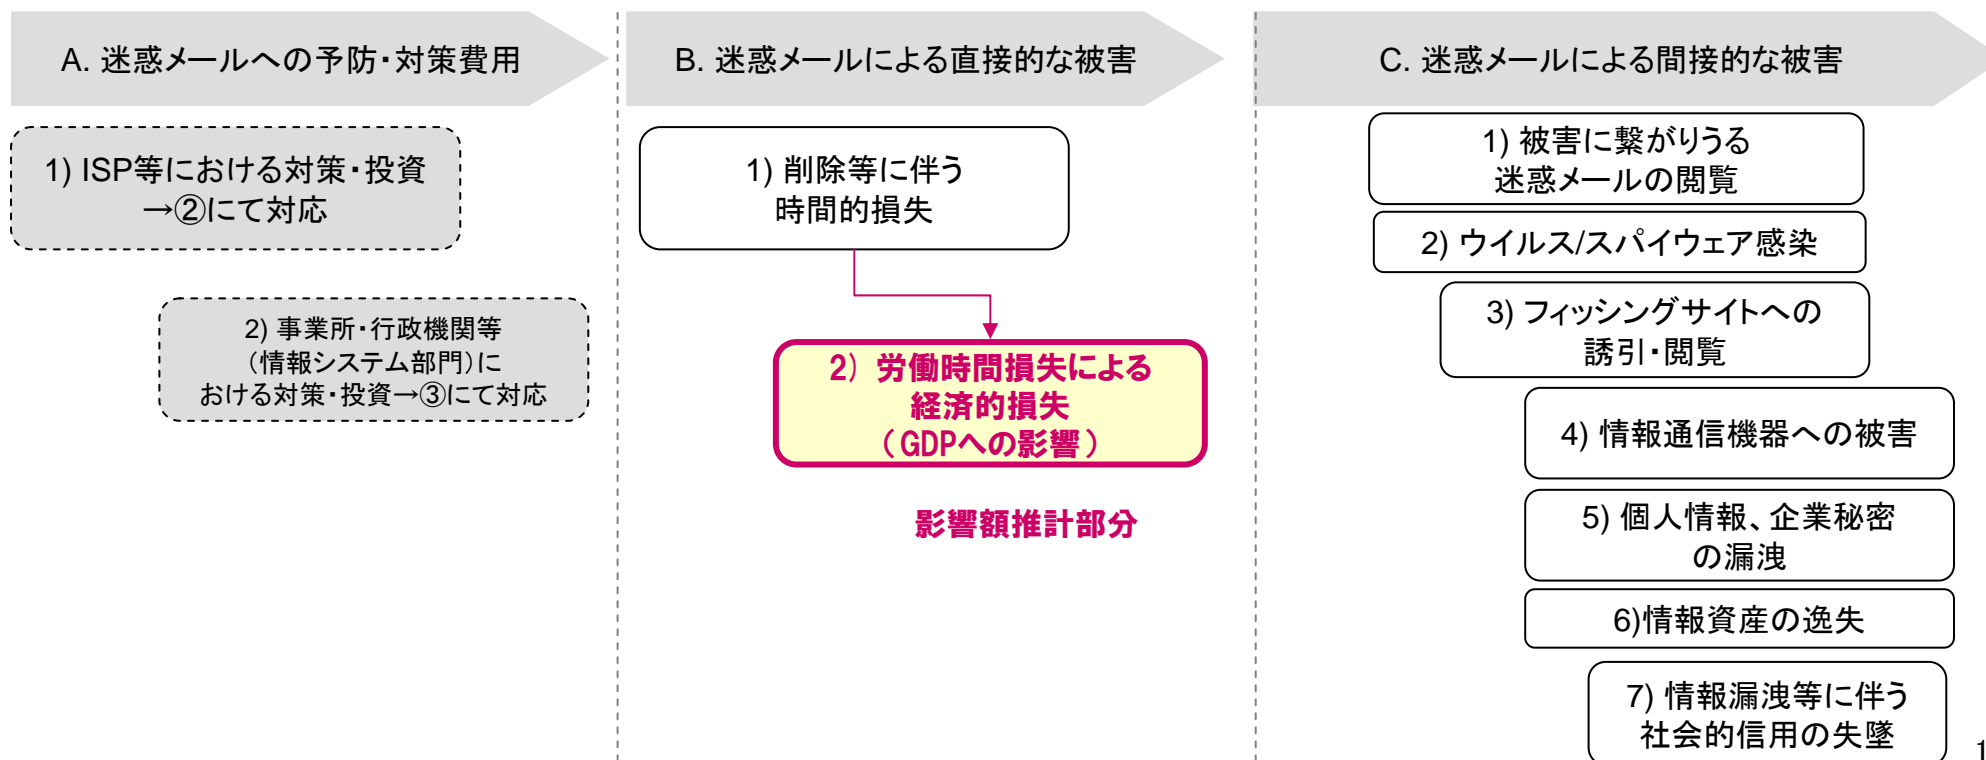 A. 迷惑メールへの予防・対策費用
1) ISP等における対策・投資
→②にて対応
2) 事業所・行政機関等
（情報システム部門）に
おける対策・投資→③にて対応
B. 迷惑メールによる直接的な被害
1) 削除等に伴う
時間的損失
2) 労働時間損失による
経済的損失
（GDPへの影響）
影響額推計部分
C. 迷惑メールによる間接的な被害
1) 被害に繋がりうる
迷惑メールの閲覧
2) ウイルス/スパイウェア感染
3) フィッシングサイトへの
誘引・閲覧
4) 情報通信機器への被害
5) 個人情報、企業秘密
の漏洩
6)情報資産の逸失
7) 情報漏洩等に伴う
社会的信用の失墜
1